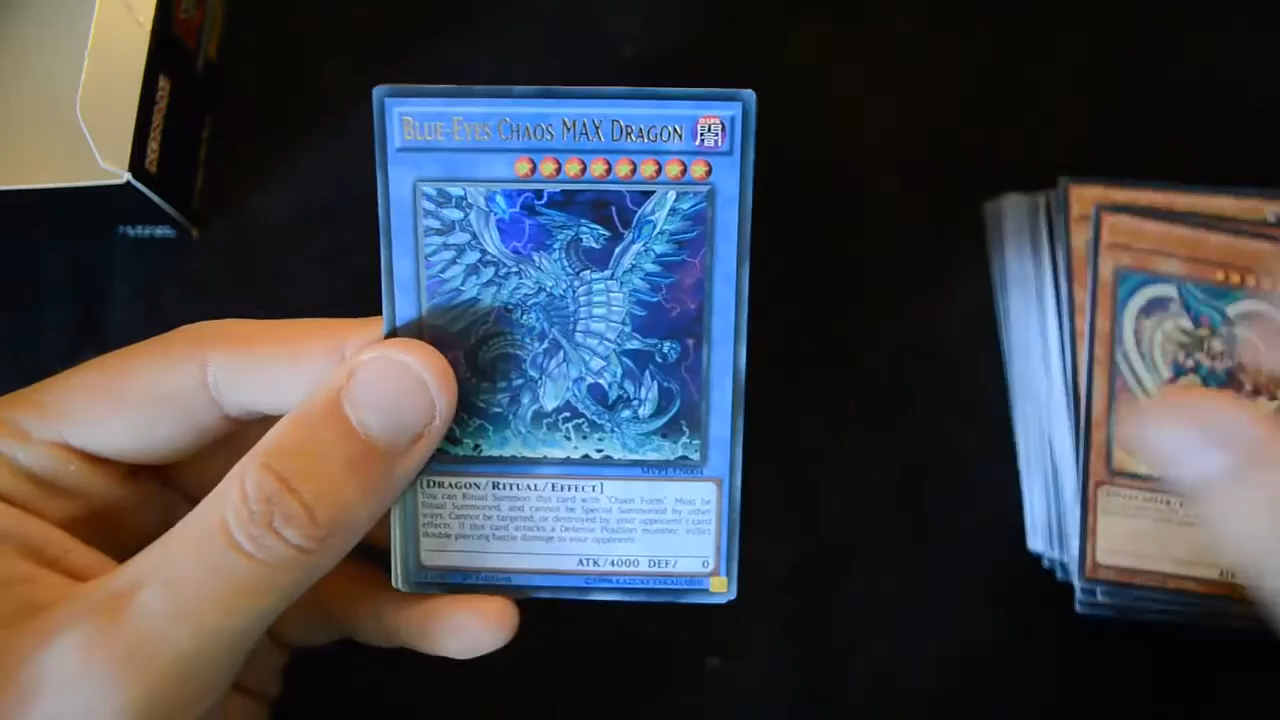 KONAMI
BLUE-EYES CHAOS MAX DRAGON
DARK
闇
MVP1-EN004
[DRAGON/RITUAL/EFFECT]
You can Ritual Summon this card with "Chaos Form". Must be
Ritual Summoned, and cannot be Special Summoned by other
ways. Cannot be targeted, or destroyed by, your opponent's card
effects. If this card attacks a Defense Position monster, inflict
double piercing battle damage to your opponent.
ATK/4000 DEF/ 0
1st Edition
©1996 KAZUKI TAKAHASHI